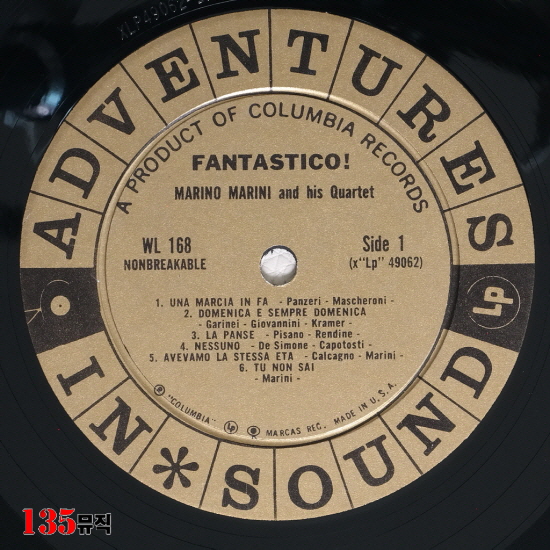 ADVENTURES
IN * SOUND
Lp
A PRODUCT OF COLUMBIA RECORDS
FANTASTICO!
MARINO MARINI and his Quartet
WL 168
NONBREAKABLE
Side 1
(x"Lp" 49062)
1. UNA MARCIA IN FA - Panzeri - Mascheroni -
2. DOMENICA E SEMPRE DOMENICA
- Garinei - Giovannini - Kramer -
3. LA PANSE - Pisano - Rendine -
4. NESSUNO - De Simone - Capotosti -
5. AVEVAMO LA STESSA ETA - Calcagno - Marini -
6. TU NON SAI
- Marini -
® "COLUMBIA" Lp ® MARCAS REG. MADE IN U.S.A.
135뮤직